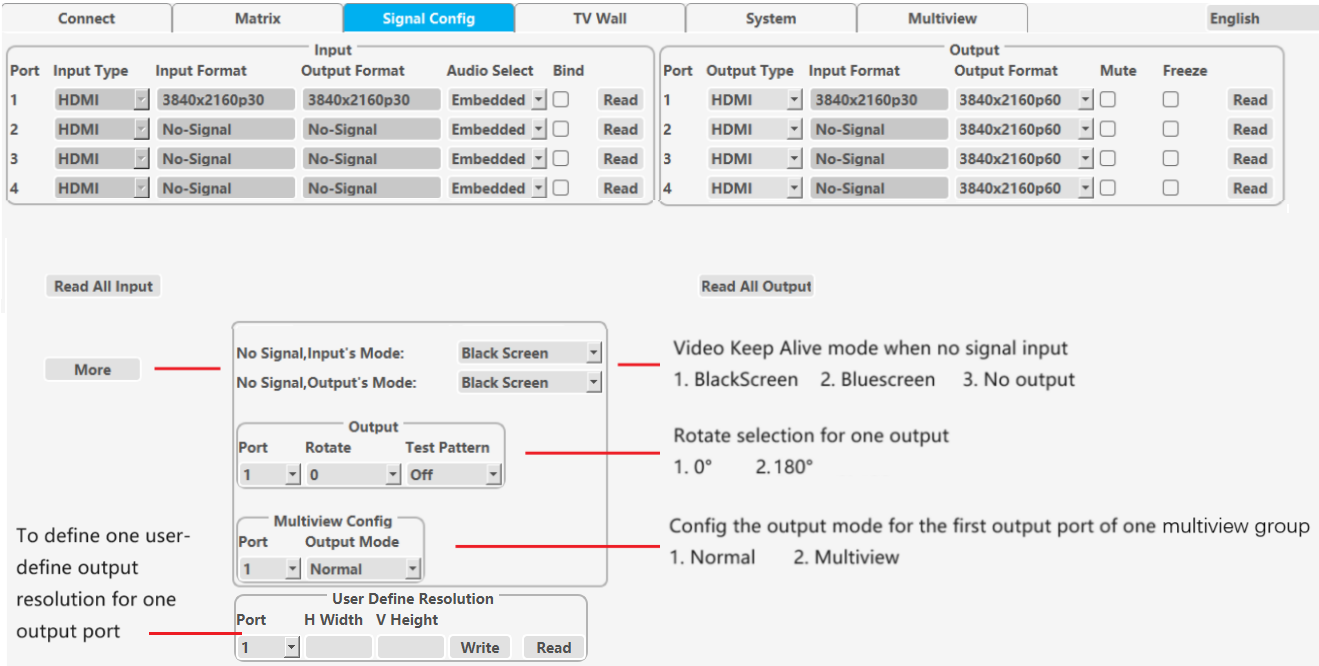 Connect Matrix Signal Config TV Wall System Multiview English
Input
Port Input Type Input Format Output Format Audio Select Bind
1 HDMI 3840x2160p30 3840x2160p30 Embedded Read
2 HDMI No-Signal No-Signal Embedded Read
3 HDMI No-Signal No-Signal Embedded Read
4 HDMI No-Signal No-Signal Embedded Read
Output
Port Output Type Input Format Output Format Mute Freeze
1 HDMI 3840x2160p30 3840x2160p60 Read
2 HDMI No-Signal 3840x2160p60 Read
3 HDMI No-Signal 3840x2160p60 Read
4 HDMI No-Signal 3840x2160p60 Read
Read All Input
Read All Output
More
No Signal,Input's Mode: Black Screen
No Signal,Output's Mode: Black Screen
Video Keep Alive mode when no signal input
1. BlackScreen 2. Bluescreen 3. No output
Output
Port Rotate Test Pattern
1 0 Off
Rotate selection for one output
1. 0° 2.180°
Multiview Config
Port Output Mode
1 Normal
Config the output mode for the first output port of one multiview group
1. Normal 2. Multiview
To define one user-
define output
resolution for one
output port
User Define Resolution
Port H Width V Height
1 Write Read